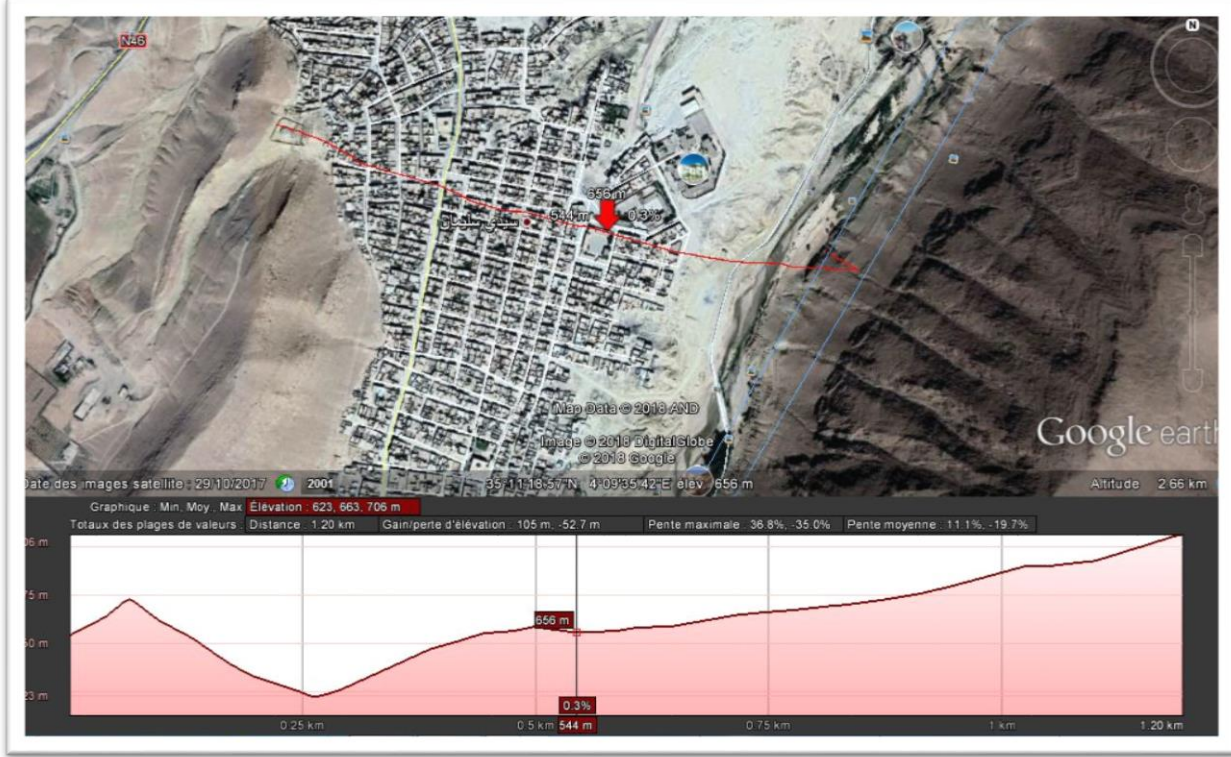 N46
N
656 m
544 m 0.3%
سيدي سليمان
Map Data © 2018 AND
Image © 2018 DigitalGlobe
© 2018 Google
Google earth
Date des images satellite : 29/10/2017 2001 35°11'18.57"N 4°09'35.42"E élév. 656 m Altitude 2.66 km
Graphique : Min, Moy., Max Élévation : 623, 663, 706 m
Totaux des plages de valeurs : Distance : 1.20 km Gain/perte d'élévation : 105 m, -52.7 m Pente maximale : 36.8%, -35.0% Pente moyenne : 11.1%, -19.7%
656 m
0.3%
0.25 km 0.5 km 544 m 0.75 km 1 km 1.20 km